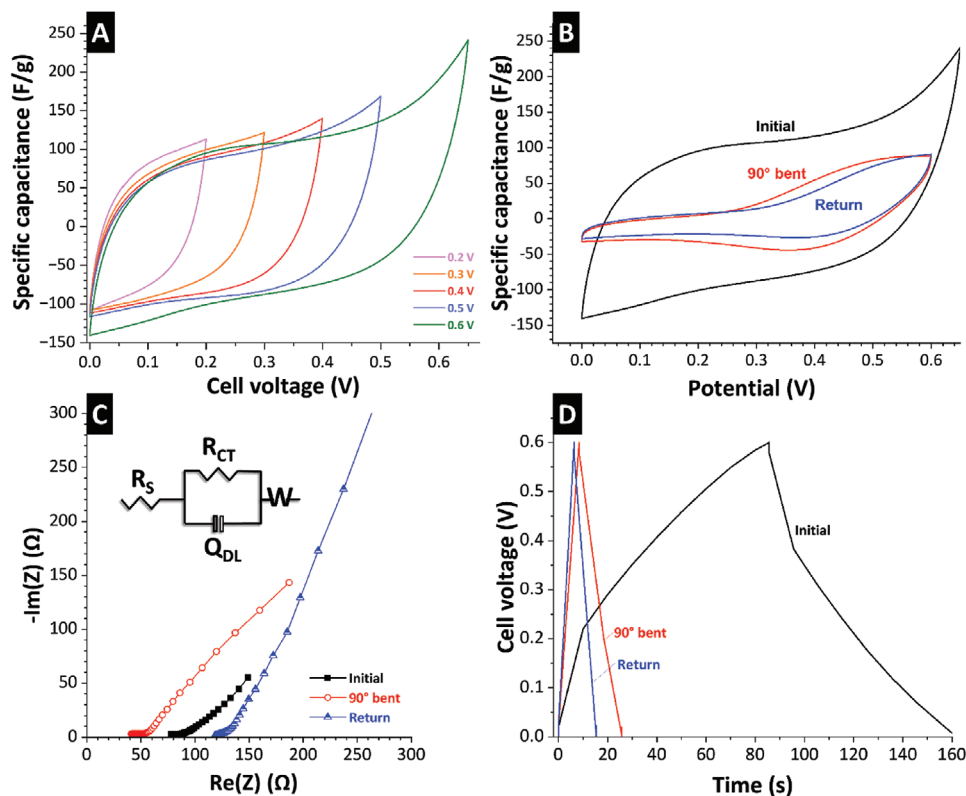 A
Specific capacitance (F/g)
250
200
150
100
50
0
-50
-100
-150
0.2 V
0.3 V
0.4 V
0.5 V
0.6 V
0.0 0.1 0.2 0.3 0.4 0.5 0.6
Cell voltage (V)
B
Specific capacitance (F/g)
250
200
150
100
50
0
-50
-100
-150
Initial
90° bent
Return
0.0 0.1 0.2 0.3 0.4 0.5 0.6
Potential (V)
C
-Im(Z) (Ω)
300
250
200
150
100
50
0
RS
RCT
QDL
W
Initial
90° bent
Return
0 50 100 150 200 250 300
Re(Z) (Ω)
D
Cell voltage (V)
0.6
0.5
0.4
0.3
0.2
0.1
0.0
Initial
90° bent
Return
0 20 40 60 80 100 120 140 160
Time (s)